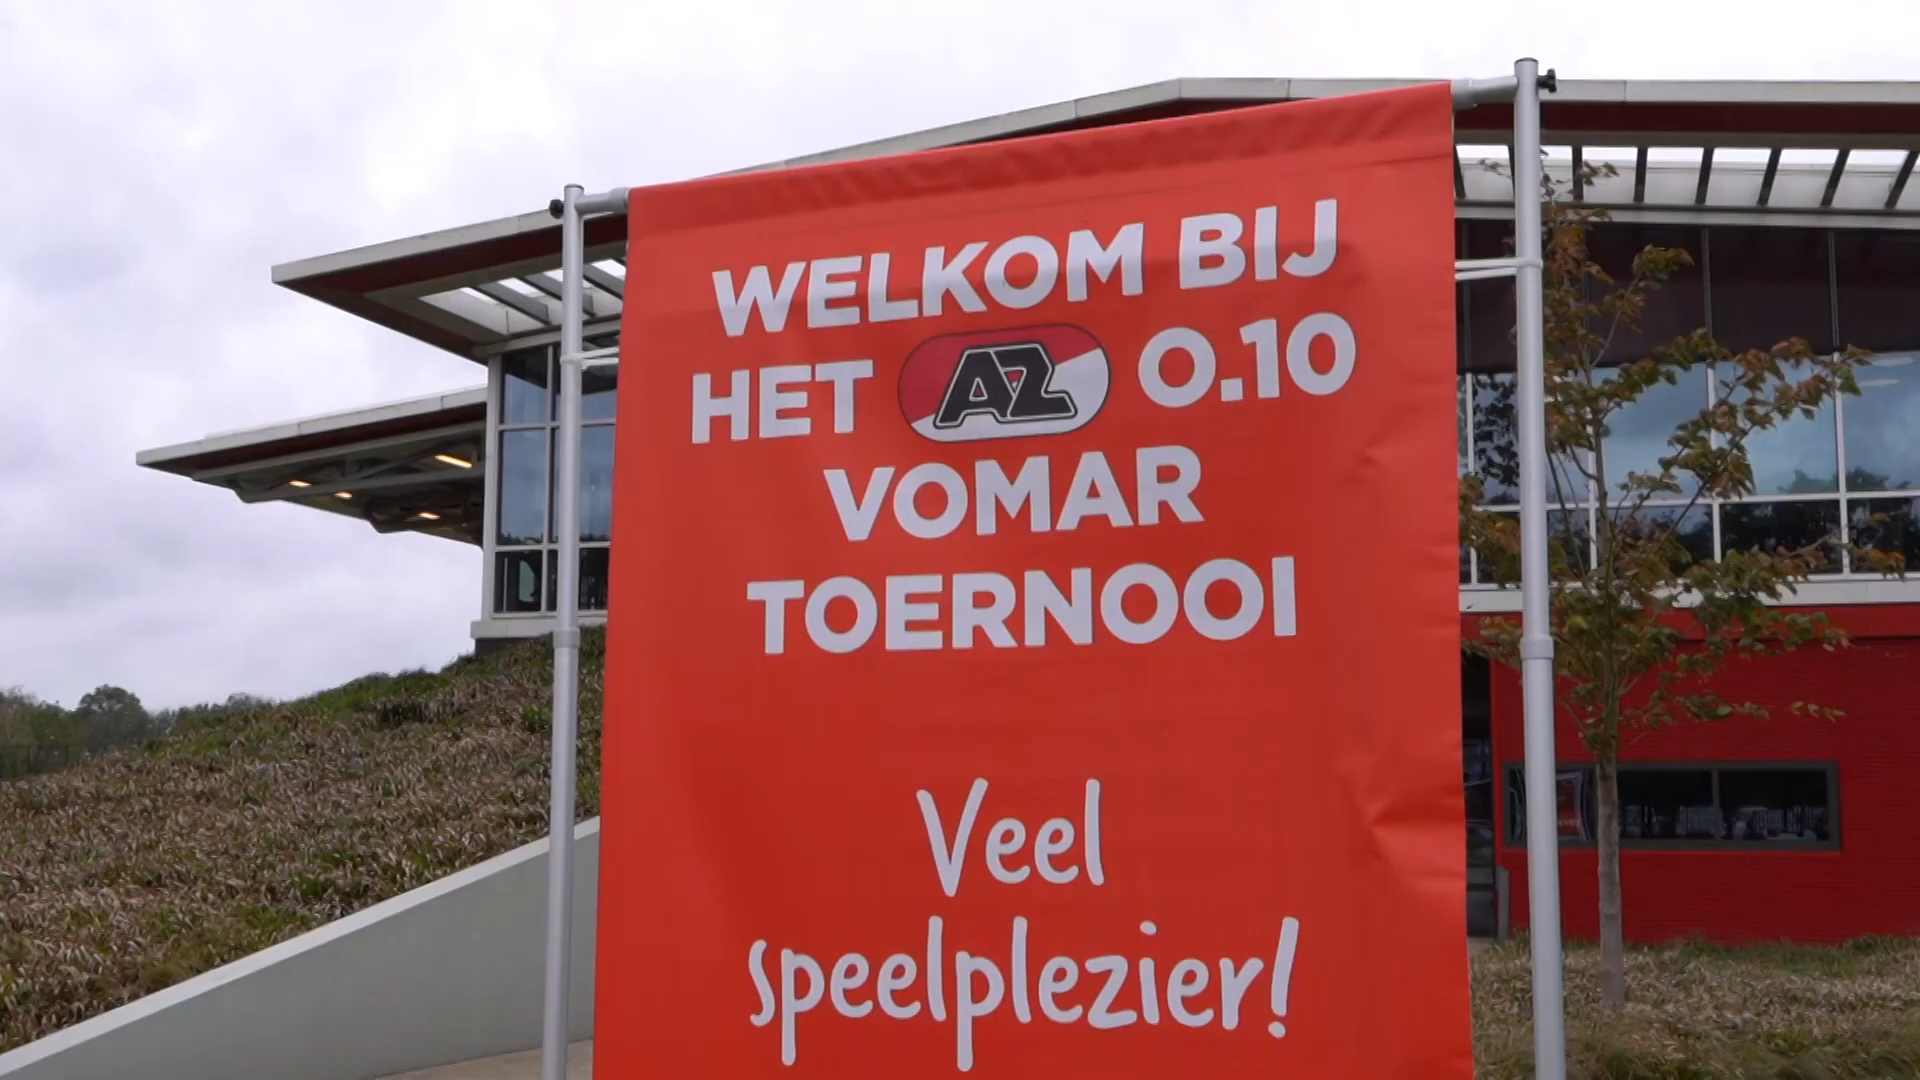 WELKOM BIJ
HET AZ O.10
VOMAR
TOERNOOI
Veel
speelplezier!